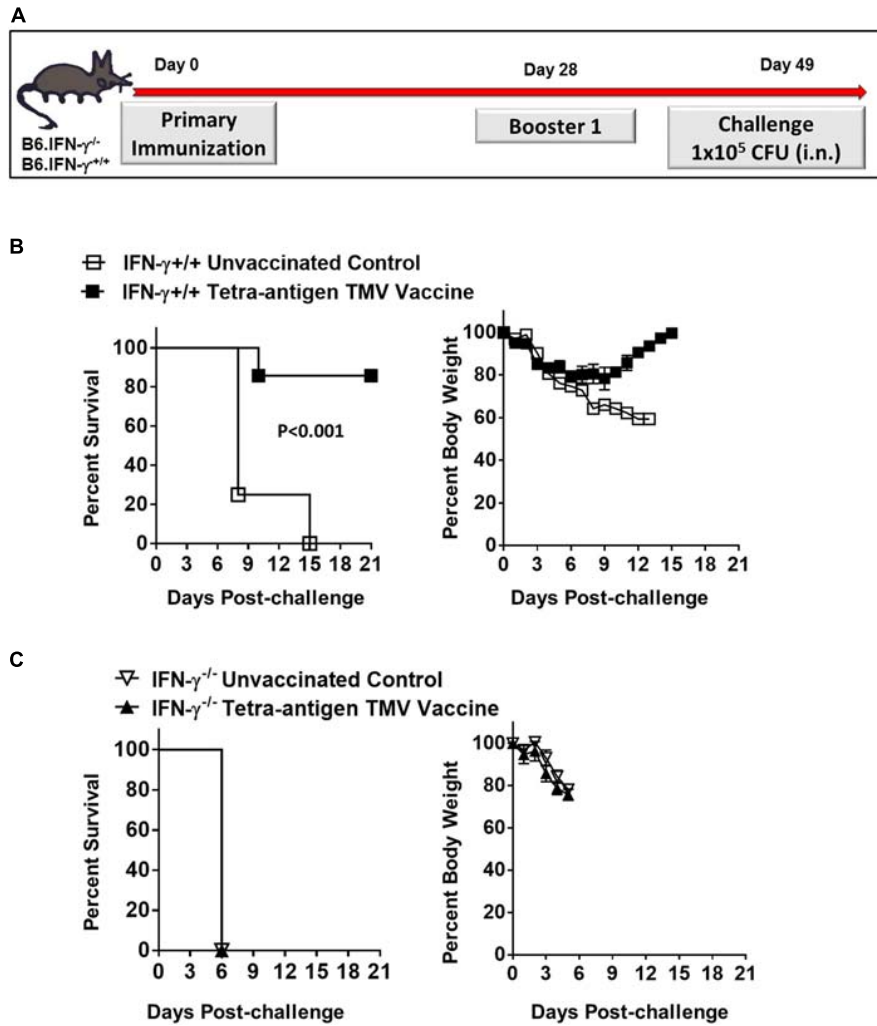 A
Day 0
Day 28
Day 49
B6.IFN-γ-/-
B6.IFN-γ+/+
Primary
Immunization
Booster 1
Challenge
1x10⁵ CFU (i.n.)
B
IFN-γ+/+ Unvaccinated Control
IFN-γ+/+ Tetra-antigen TMV Vaccine
Percent Survival
100
80
60
40
20
0
P<0.001
0 3 6 9 12 15 18 21
Days Post-challenge
Percent Body Weight
100
80
60
40
20
0
0 3 6 9 12 15 18 21
Days Post-challenge
C
IFN-γ-/- Unvaccinated Control
IFN-γ-/- Tetra-antigen TMV Vaccine
Percent Survival
100
80
60
40
20
0
0 3 6 9 12 15 18 21
Days Post-challenge
Percent Body Weight
100
80
60
40
20
0
0 3 6 9 12 15 18 21
Days Post-challenge